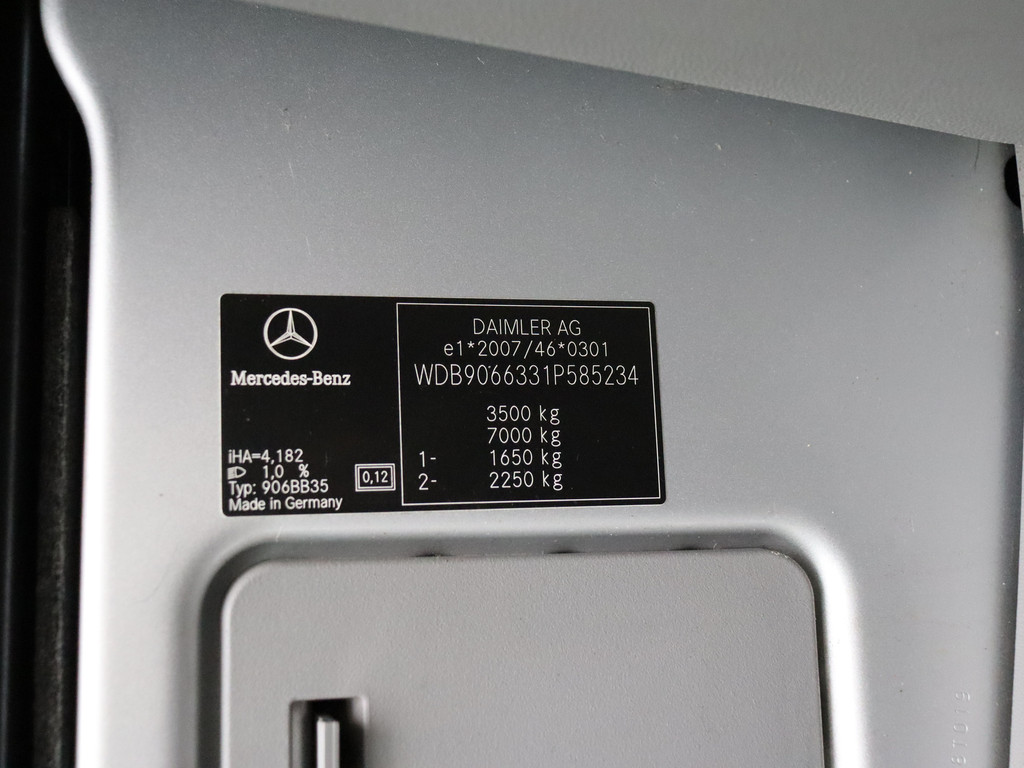 Mercedes-Benz
iHA=4,182
1.0 %
Typ: 906BB35
Made in Germany
0,12
DAIMLER AG
e1*2007/46*0301
WDB9066331P585234
3500 kg
7000 kg
1- 1650 kg
2- 2250 kg